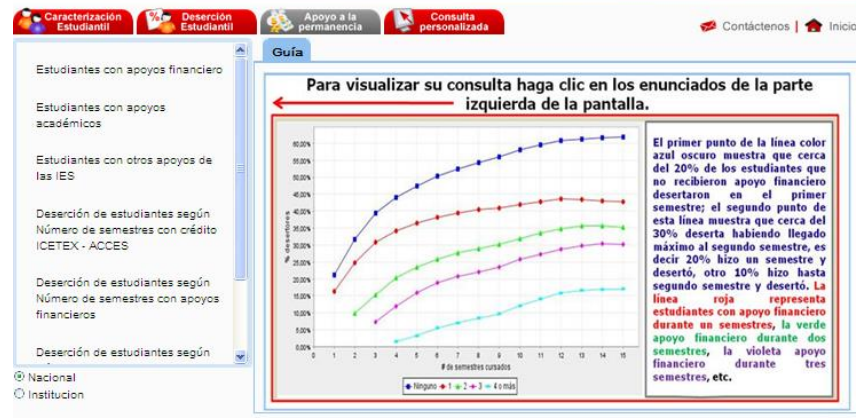 Caracterización
Estudiantil
Deserción
Estudiantil
Apoyo a la
permanencia
Consulta
personalizada
Contáctenos | Inicio
Guía
Estudiantes con apoyos financiero
Estudiantes con apoyos
académicos
Estudiantes con otros apoyos de
las IES
Deserción de estudiantes según
Número de semestres con crédito
ICETEX - ACCES
Deserción de estudiantes según
Número de semestres con apoyos
financieros
Deserción de estudiantes según
Nacional
Institucion
Para visualizar su consulta haga clic en los enunciados de la parte
izquierda de la pantalla.
% desertores
60,00%
55,00%
50,00%
45,00%
40,00%
35,00%
30,00%
25,00%
20,00%
15,00%
10,00%
5,00%
0,00%
0 1 2 3 4 5 6 7 8 9 10 11 12 13 14 15
# de semestres cursados
Ninguno 1 2 3 4 o más
El primer punto de la línea color
azul oscuro muestra que cerca
del 20% de los estudiantes que
no recibieron apoyo financiero
desertaron en el primer
semestre; el segundo punto de
esta línea muestra que cerca del
30% deserta habiendo llegado
máximo al segundo semestre, es
decir 20% hizo un semestre y
desertó, otro 10% hizo hasta
segundo semestre y desertó. La
línea roja representa
estudiantes con apoyo financiero
durante un semestres, la verde
apoyo financiero durante dos
semestres, la violeta apoyo
financiero durante tres
semestres, etc.